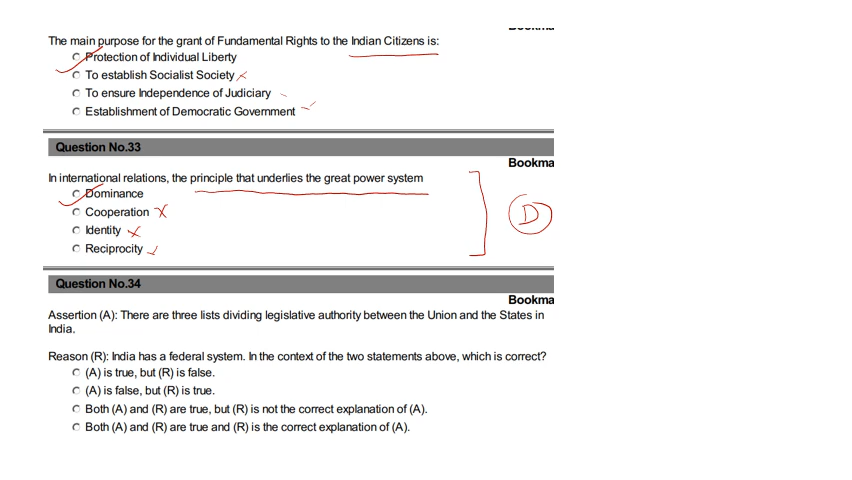 The main purpose for the grant of Fundamental Rights to the Indian Citizens is:
Protection of Individual Liberty
To establish Socialist Society
To ensure Independence of Judiciary
Establishment of Democratic Government
Question No.33
Bookma
In international relations, the principle that underlies the great power system
Dominance
Cooperation
Identity
Reciprocity
D
Question No.34
Bookma
Assertion (A): There are three lists dividing legislative authority between the Union and the States in
India.
Reason (R): India has a federal system. In the context of the two statements above, which is correct?
(A) is true, but (R) is false.
(A) is false, but (R) is true.
Both (A) and (R) are true, but (R) is not the correct explanation of (A).
Both (A) and (R) are true and (R) is the correct explanation of (A).